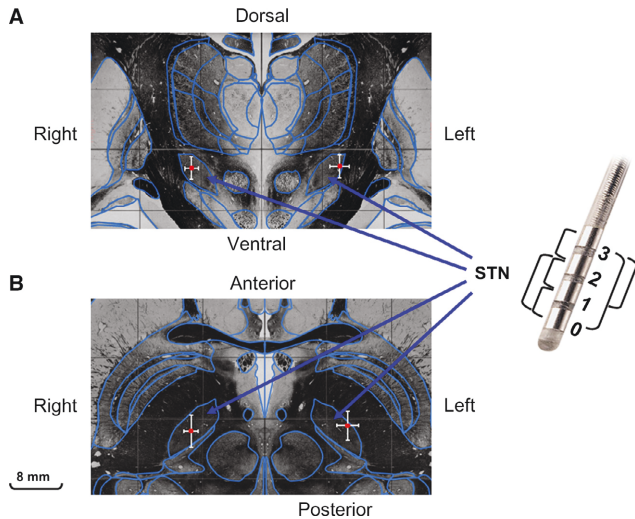 A
Dorsal
Right
Left
Ventral
STN
3
2
1
0
B
Anterior
Right
Left
8 mm
Posterior